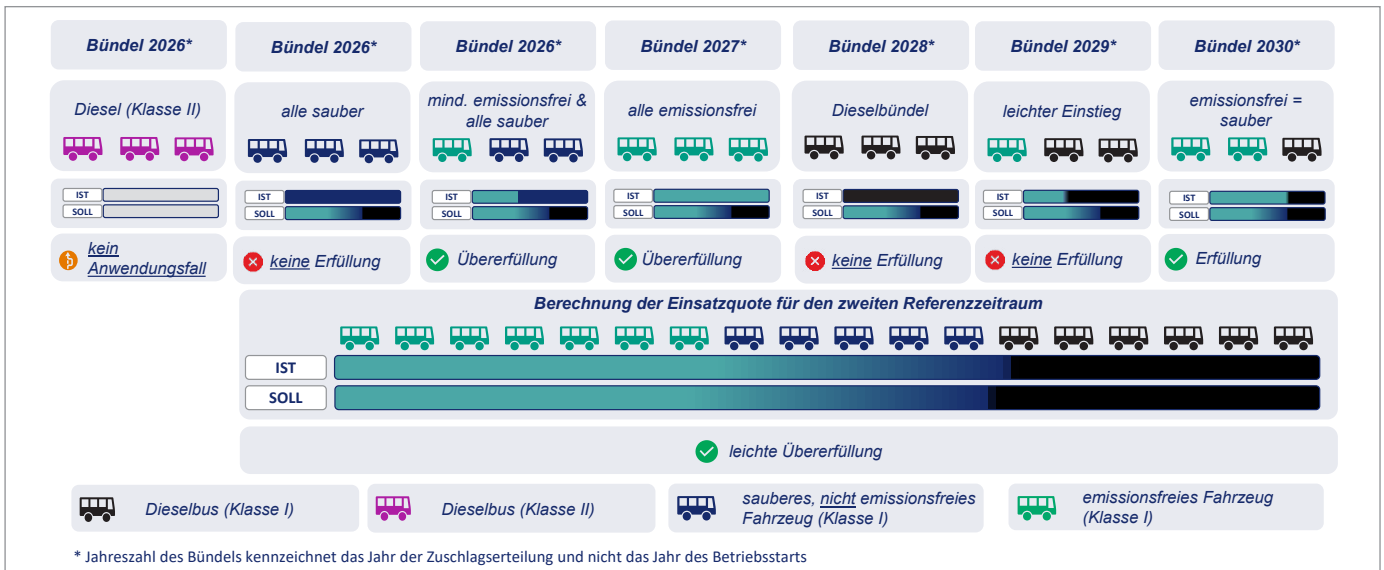 Bündel 2026*
Bündel 2026*
Bündel 2026*
Bündel 2027*
Bündel 2028*
Bündel 2029*
Bündel 2030*
Diesel (Klasse II)
alle sauber
mind. emissionsfrei &
alle sauber
alle emissionsfrei
Dieselbündel
leichter Einstieg
emissionsfrei =
sauber
IST
SOLL
IST
SOLL
IST
SOLL
IST
SOLL
IST
SOLL
IST
SOLL
IST
SOLL
kein
Anwendungsfall
keine Erfüllung
Übererfüllung
Übererfüllung
keine Erfüllung
keine Erfüllung
Erfüllung
Berechnung der Einsatzquote für den zweiten Referenzzeitraum
IST
SOLL
leichte Übererfüllung
Dieselbus (Klasse I)
Dieselbus (Klasse II)
sauberes, nicht emissionsfreies
Fahrzeug (Klasse I)
emissionsfreies Fahrzeug
(Klasse I)
* Jahreszahl des Bündels kennzeichnet das Jahr der Zuschlagserteilung und nicht das Jahr des Betriebsstarts